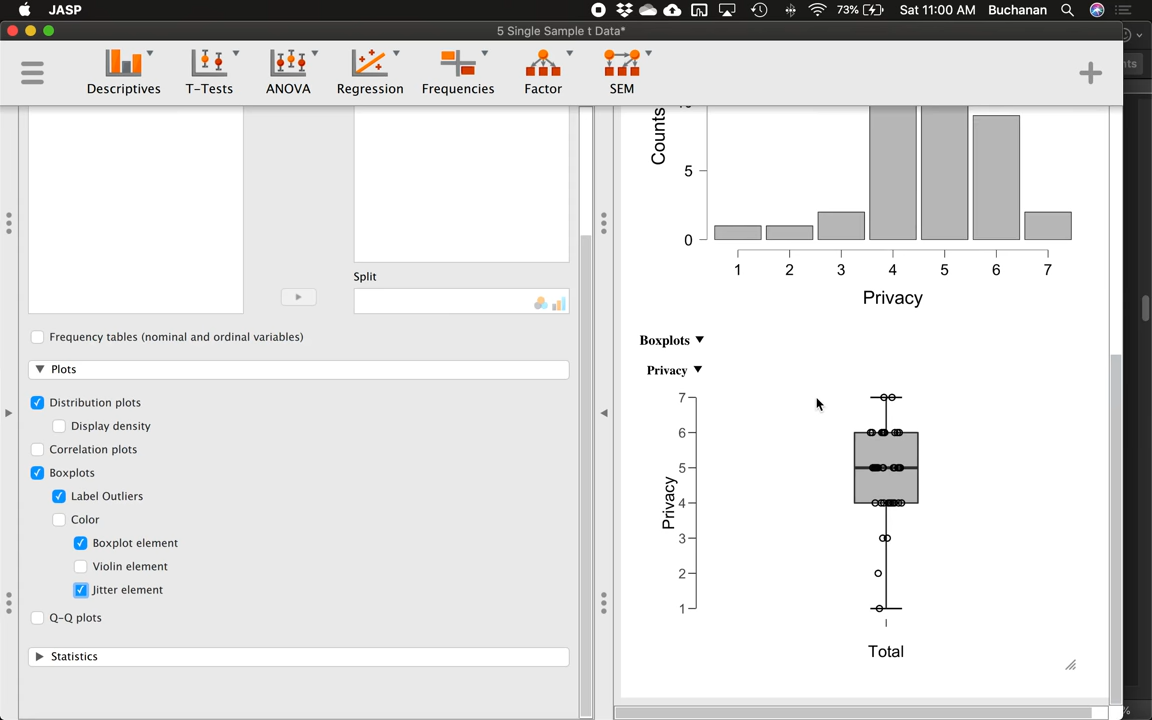 JASP
73%
Sat 11:00 AM
Buchanan
5 Single Sample t Data*
Descriptives
T-Tests
ANOVA
Regression
Frequencies
Factor
SEM
Split
Frequency tables (nominal and ordinal variables)
Plots
Distribution plots
Display density
Correlation plots
Boxplots
Label Outliers
Color
Boxplot element
Violin element
Jitter element
Q-Q plots
Statistics
Counts
5
0
1 2 3 4 5 6 7
Privacy
Boxplots
Privacy
7
6
5
4
3
2
1
Privacy
Total